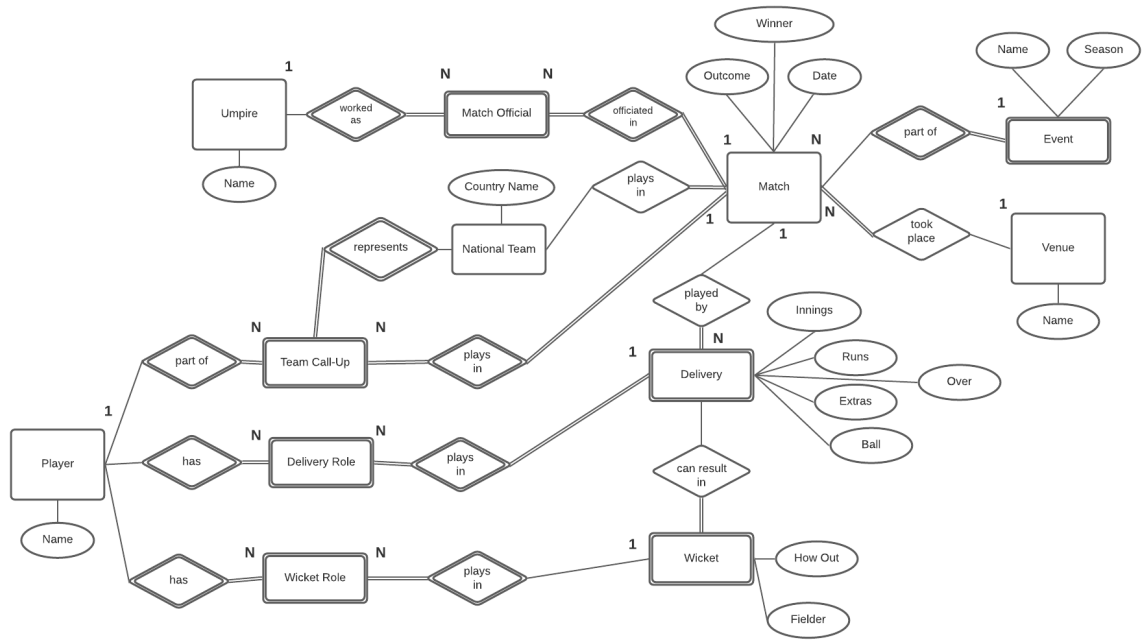 Winner
Name
Season
Outcome
Date
1
N
N
1
Umpire
worked
as
Match Official
officiated
in
part of
Event
1
N
Name
Country Name
plays
in
Match
1
N
1
represents
National Team
took
place
Venue
1
played
by
Innings
Name
N
N
1
N
part of
Team Call-Up
plays
in
Delivery
Runs
Over
Extras
1
Ball
N
N
Player
has
Delivery Role
plays
in
can result
in
Name
N
N
1
has
Wicket Role
plays
in
Wicket
How Out
Fielder